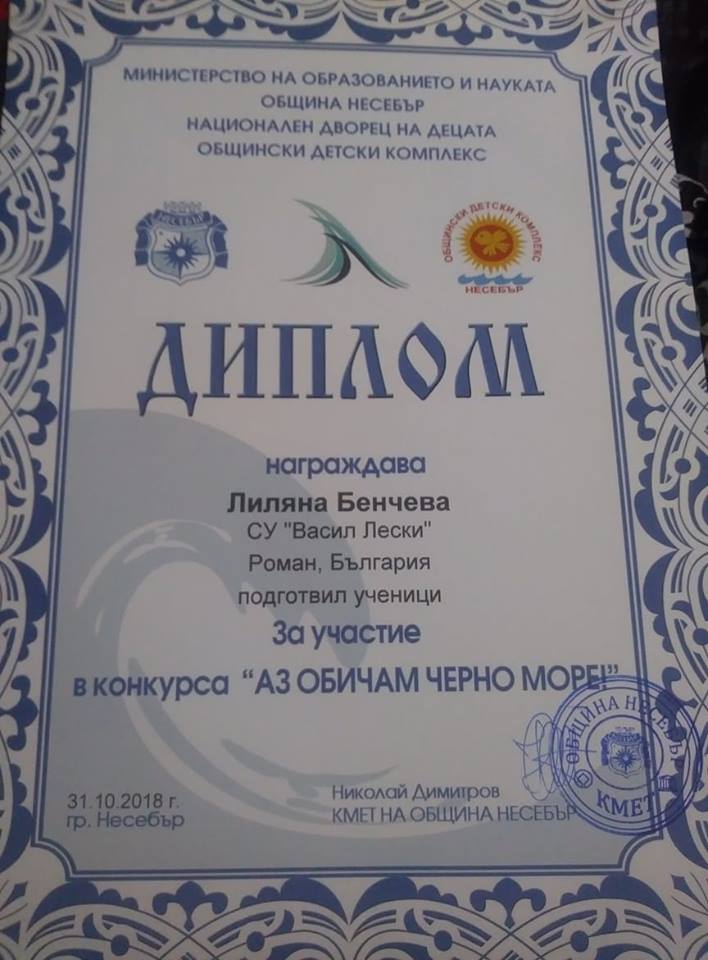 МИНИСТЕРСТВО НА ОБРАЗОВАНИЕТО И НАУКАТА
ОБЩИНА НЕСЕБЪР
НАЦИОНАЛЕН ДВОРЕЦ НА ДЕЦАТА
ОБЩИНСКИ ДЕТСКИ КОМПЛЕКС
НЕСЕБЪР
ОБЩИНСКИ ДЕТСКИ КОМПЛЕКС
НЕСЕБЪР
ДИПЛОМ
награждава
Лиляна Бенчева
СУ "Васил Лески"
Роман, България
подготвил ученици
За участие
в конкурса “АЗ ОБИЧАМ ЧЕРНО МОРЕ!”
31.10.2018 г.
гр. Несебър
Николай Димитров
КМЕТ НА ОБЩИНА НЕСЕБЪР
ОБЩИНА НЕСЕБЪР
КМЕТ